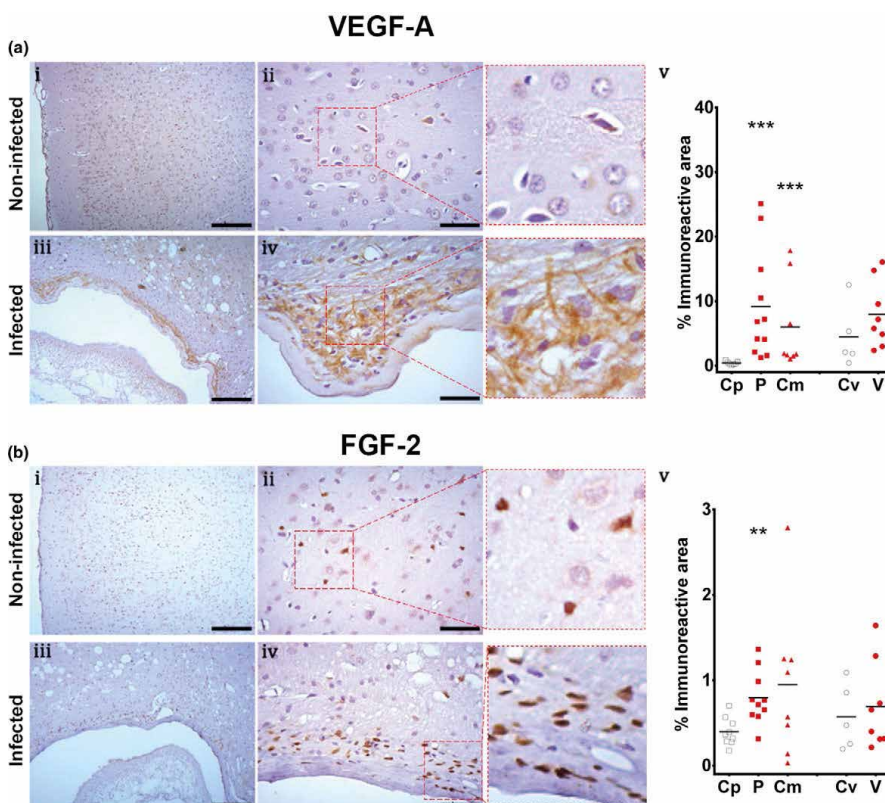 VEGF-A
(a)
Non-infected
i
ii
Infected
iii
iv
v
% Immunoreactive area
40
30
20
10
0
***
***
Cp P Cm Cv V
FGF-2
(b)
Non-infected
i
ii
Infected
iii
iv
v
% Immunoreactive area
3
2
1
0
**
Cp P Cm Cv V